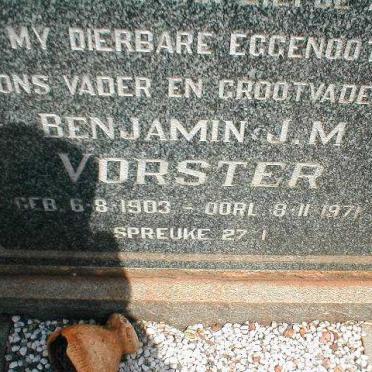 MY DIERBARE EGGENOOT
ONS VADER EN GROOTVADE
BENJAMIN J. M.
VORSTER
GEB. 6-8-1903 - OORL. 8-11-1971
SPREUKE 27:1